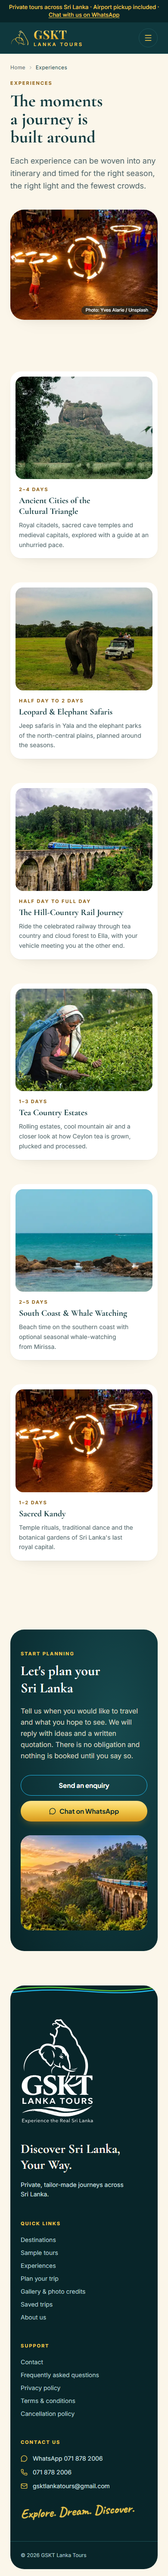 Private tours across Sri Lanka · Airport pickup included ·
Chat with us on WhatsApp
GSKT
LANKA TOURS
Home
Experiences
EXPERIENCES
The moments
a journey is
built around
Each experience can be woven into any
itinerary and timed for the right season,
the right light and the fewest crowds.
Photo: Yves Alarie / Unsplash
2–4 DAYS
Ancient Cities of the
Cultural Triangle
Royal citadels, sacred cave temples and
medieval capitals, explored with a guide at an
unhurried pace.
HALF DAY TO 2 DAYS
Leopard & Elephant Safaris
Jeep safaris in Yala and the elephant parks
of the north-central plains, planned around
the seasons.
HALF DAY TO FULL DAY
The Hill-Country Rail Journey
Ride the celebrated railway through tea
country and cloud forest to Ella, with your
vehicle meeting you at the other end.
1–3 DAYS
Tea Country Estates
Rolling estates, cool mountain air and a
closer look at how Ceylon tea is grown,
plucked and processed.
2–5 DAYS
South Coast & Whale Watching
Beach time on the southern coast with
optional seasonal whale-watching
from Mirissa.
1–2 DAYS
Sacred Kandy
Temple rituals, traditional dance and the
botanical gardens of Sri Lanka's last
royal capital.
START PLANNING
Let's plan your
Sri Lanka
Tell us when you would like to travel
and what you hope to see. We will
reply with ideas and a written
quotation. There is no obligation and
nothing is booked until you say so.
Send an enquiry
Chat on WhatsApp
GSKT
LANKA TOURS
Experience the Real Sri Lanka
Discover Sri Lanka,
Your Way.
Private, tailor-made journeys across
Sri Lanka.
QUICK LINKS
Destinations
Sample tours
Experiences
Plan your trip
Gallery & photo credits
Saved trips
About us
SUPPORT
Contact
Frequently asked questions
Privacy policy
Terms & conditions
Cancellation policy
CONTACT US
WhatsApp 071 878 2006
071 878 2006
gsktlankatours@gmail.com
Explore. Dream. Discover.
© 2026 GSKT Lanka Tours